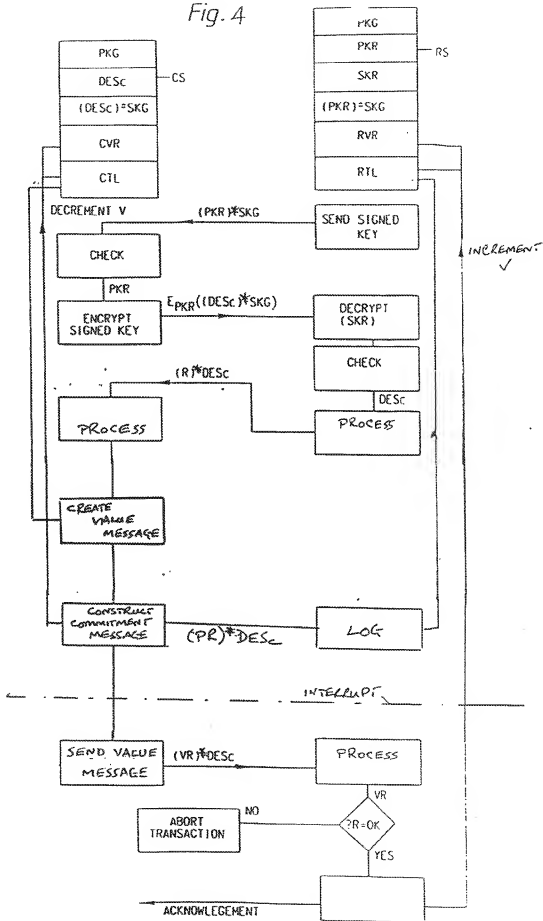 Fig. 4
PKG
DESc
CS
(DESc)=SKG
CVR
CTL
PKG
PKR
RS
SKR
(PKR)=SKG
RVR
RTL
DECREMENT V
(PKR)*SKG
SEND SIGNED
KEY
INCREMENT
V
CHECK
PKR
ENCRYPT
SIGNED KEY
EPKR((DESc)*SKG)
DECRYPT
(SKR)
CHECK
DESc
(R)*DESc
PROCESS
PROCESS
CREATE
VALUE
MESSAGE
CONSTRUCT
COMMITMENT
MESSAGE
(PR)*DESc
LOG
INTERRUPT
SEND VALUE
MESSAGE
(VR)*DESC
PROCESS
VR
NO
ABORT
TRANSACTION
?R=OK
YES
ACKNOWLEGEMENT